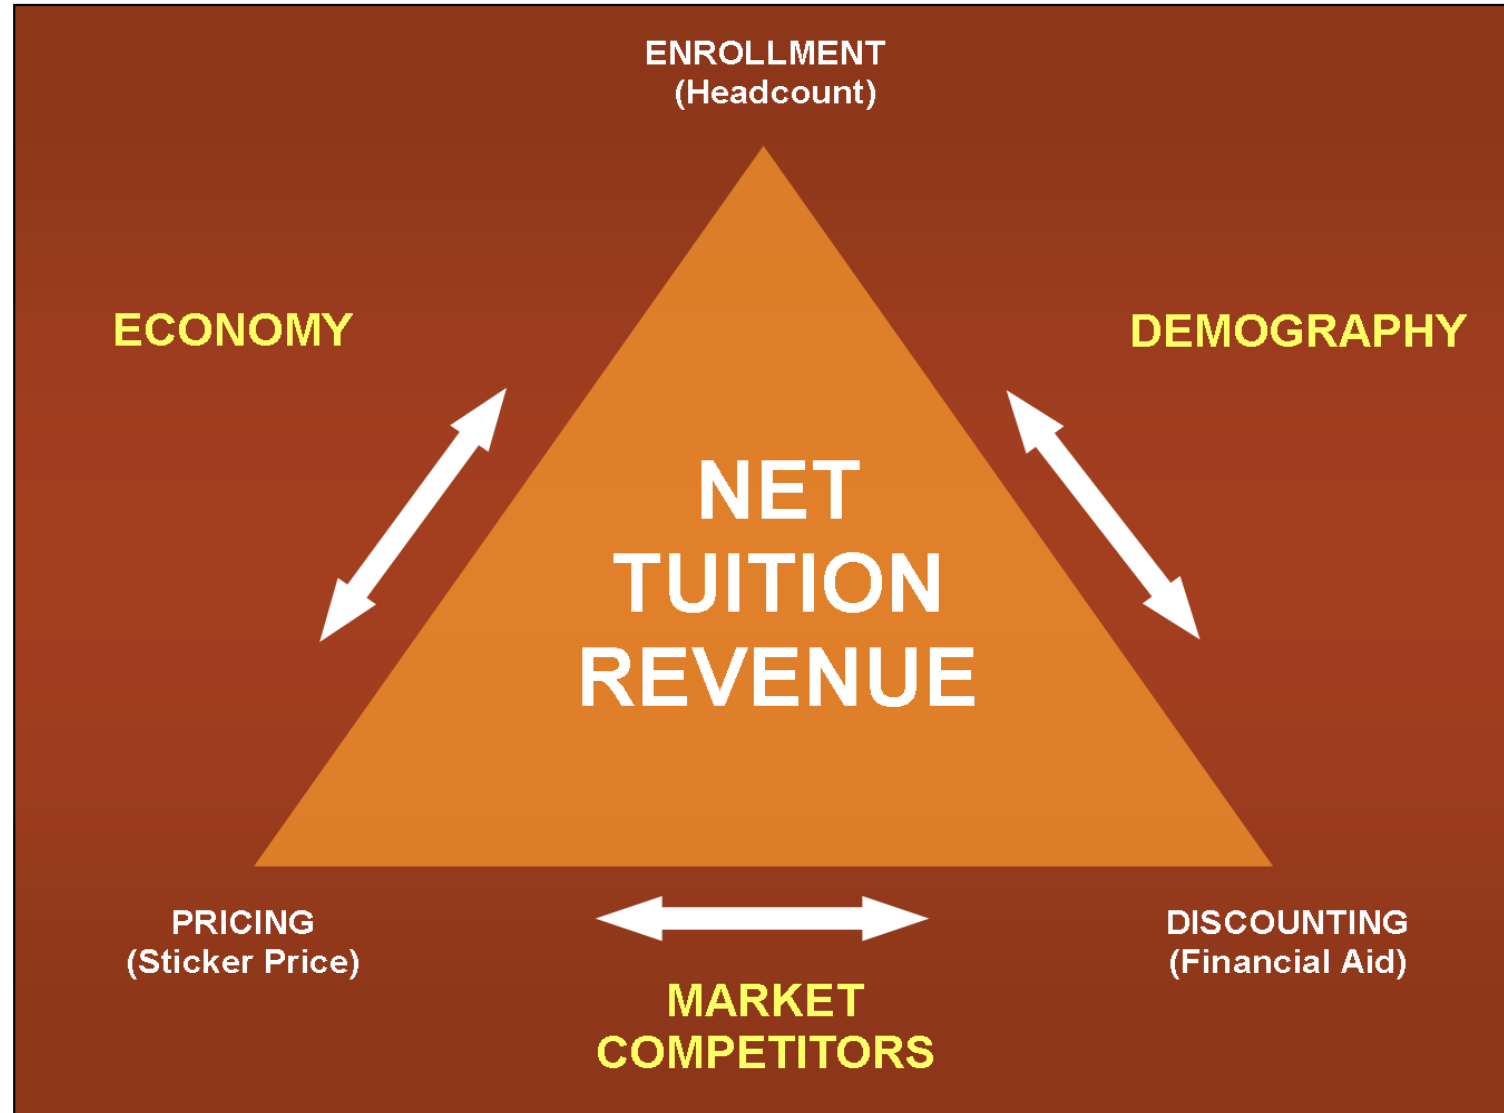 ENROLLMENT
(Headcount)
ECONOMY
DEMOGRAPHY
NET
TUITION
REVENUE
PRICING
(Sticker Price)
DISCOUNTING
(Financial Aid)
MARKET
COMPETITORS